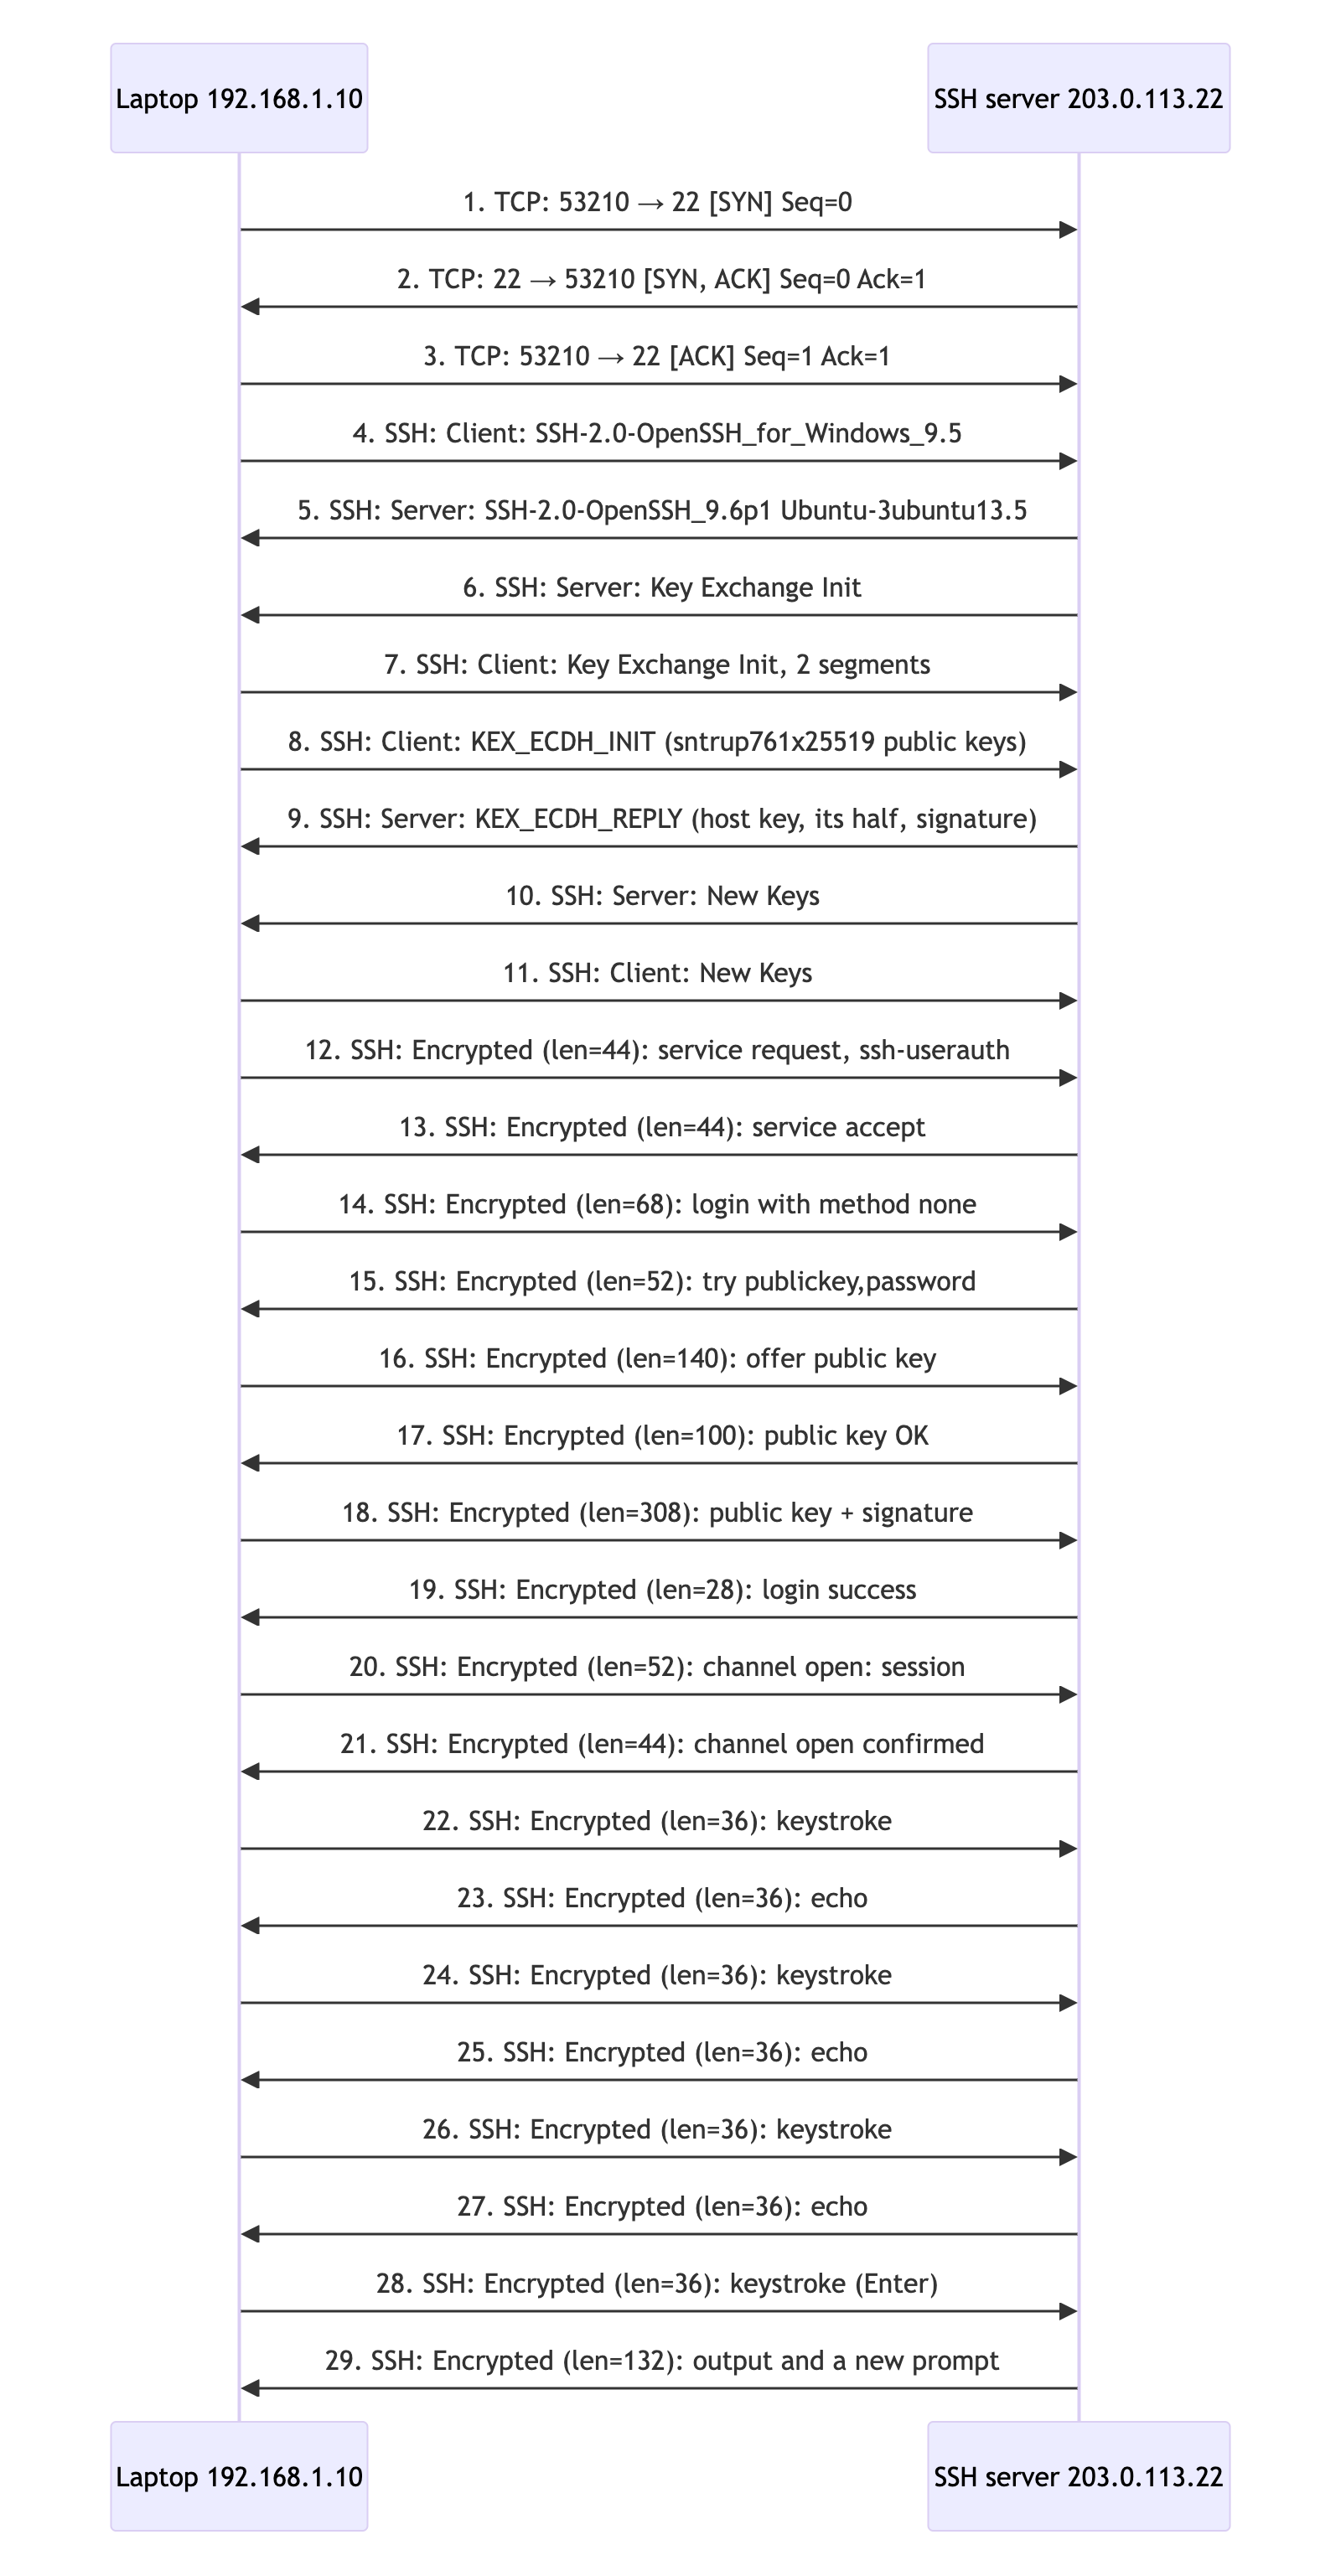 Laptop 192.168.1.10
SSH server 203.0.113.22
1. TCP: 53210 → 22 [SYN] Seq=0
2. TCP: 22 → 53210 [SYN, ACK] Seq=0 Ack=1
3. TCP: 53210 → 22 [ACK] Seq=1 Ack=1
4. SSH: Client: SSH-2.0-OpenSSH_for_Windows_9.5
5. SSH: Server: SSH-2.0-OpenSSH_9.6p1 Ubuntu-3ubuntu13.5
6. SSH: Server: Key Exchange Init
7. SSH: Client: Key Exchange Init, 2 segments
8. SSH: Client: KEX_ECDH_INIT (sntrup761x25519 public keys)
9. SSH: Server: KEX_ECDH_REPLY (host key, its half, signature)
10. SSH: Server: New Keys
11. SSH: Client: New Keys
12. SSH: Encrypted (len=44): service request, ssh-userauth
13. SSH: Encrypted (len=44): service accept
14. SSH: Encrypted (len=68): login with method none
15. SSH: Encrypted (len=52): try publickey,password
16. SSH: Encrypted (len=140): offer public key
17. SSH: Encrypted (len=100): public key OK
18. SSH: Encrypted (len=308): public key + signature
19. SSH: Encrypted (len=28): login success
20. SSH: Encrypted (len=52): channel open: session
21. SSH: Encrypted (len=44): channel open confirmed
22. SSH: Encrypted (len=36): keystroke
23. SSH: Encrypted (len=36): echo
24. SSH: Encrypted (len=36): keystroke
25. SSH: Encrypted (len=36): echo
26. SSH: Encrypted (len=36): keystroke
27. SSH: Encrypted (len=36): echo
28. SSH: Encrypted (len=36): keystroke (Enter)
29. SSH: Encrypted (len=132): output and a new prompt
Laptop 192.168.1.10
SSH server 203.0.113.22